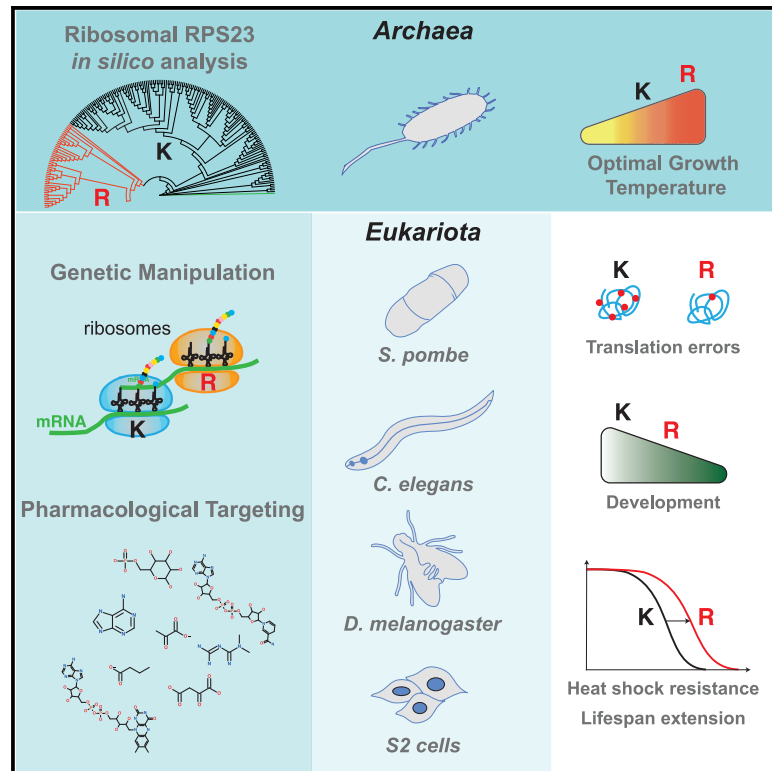 Ribosomal RPS23
in silico analysis
K
R
Archaea
K
R
Optimal Growth
Temperature
Genetic Manipulation
ribosomes
mRNA
R
mRNA
K
Pharmacological Targeting
Eukariota
S. pombe
C. elegans
D. melanogaster
S2 cells
K
R
Translation errors
K
R
Development
K
R
Heat shock resistance
Lifespan extension